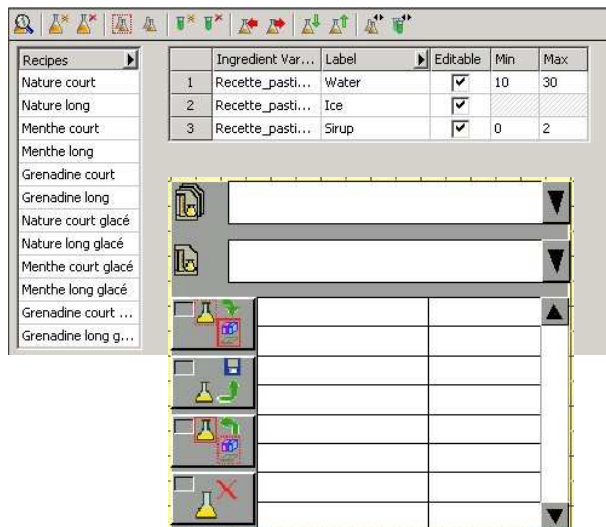 Recipes
Nature court
Nature long
Menthe court
Menthe long
Grenadine court
Grenadine long
Nature court glacé
Nature long glacé
Menthe court glacé
Menthe long glacé
Grenadine court ...
Grenadine long g...
Ingredient Var... Label Editable Min Max
1 Recette_pasti... Water 10 30
2 Recette_pasti... Ice
3 Recette_pasti... Sirup 0 2